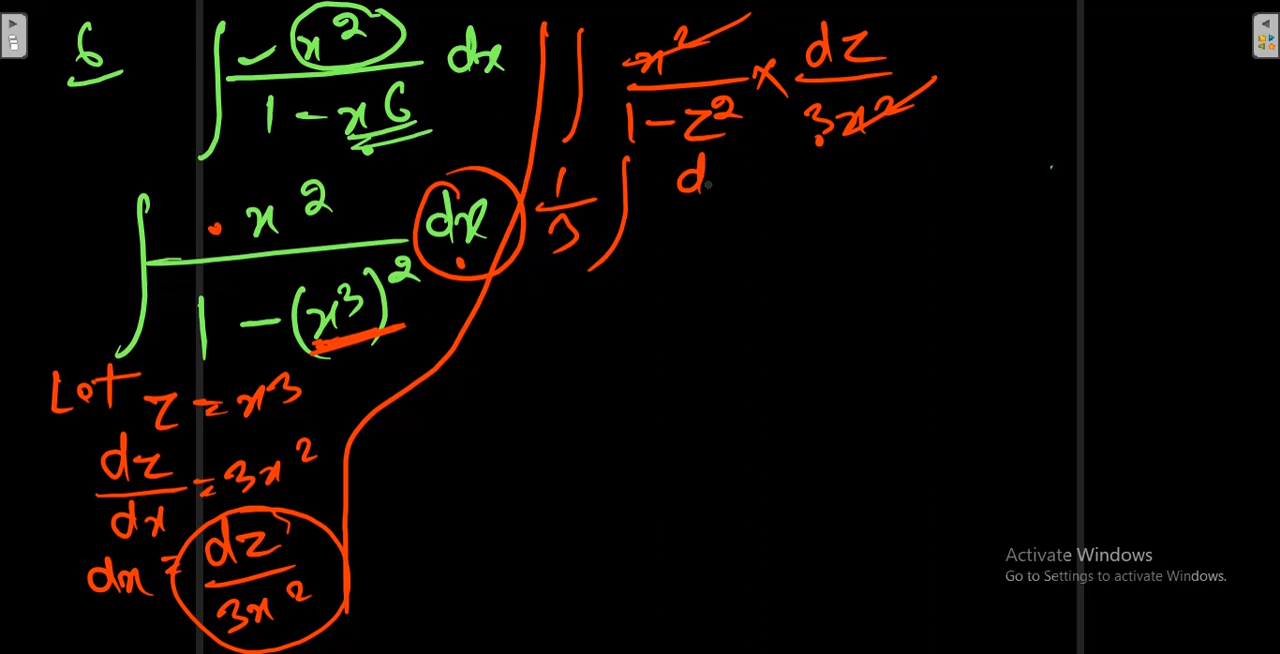 6 ∫ x² / (1 - x⁶) dx
∫ x² / (1 - (x³)²) dx
Let z = x³
dz/dx = 3x²
dx = dz/3x²
∫ x² / (1 - z²) × dz/3x²
1/3 ∫ d
Activate Windows
Go to Settings to activate Windows.